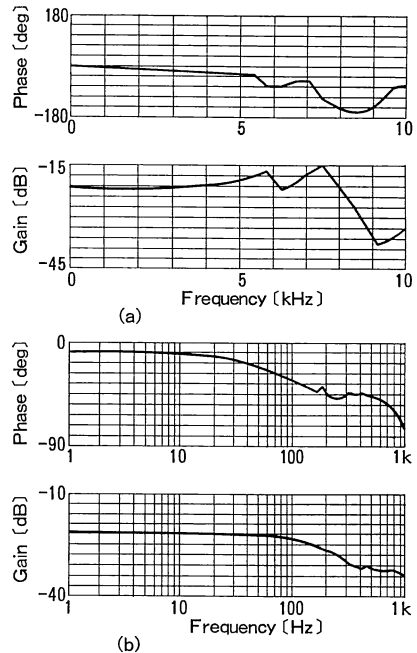 180
Phase [deg]
-180
0
5
10
-15
Gain [dB]
-45
0
5
10
Frequency [kHz]
(a)
0
Phase [deg]
-90
1
10
100
1k
-10
Gain [dB]
-40
1
10
100
1k
Frequency [Hz]
(b)